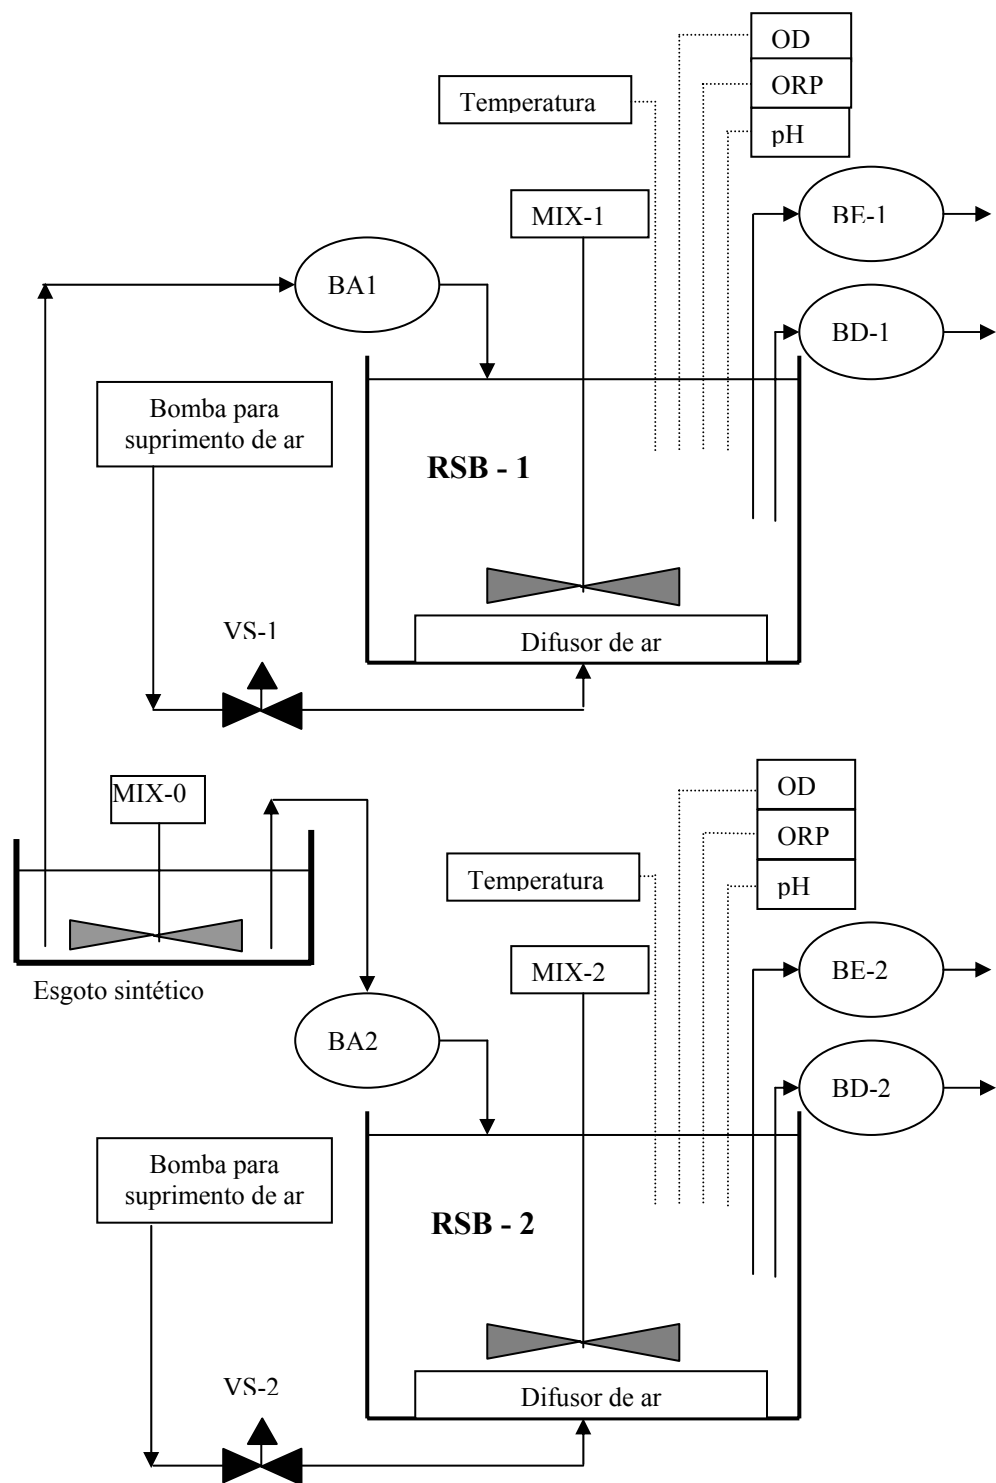 OD
ORP
Temperatura
pH
MIX-1
BE-1
BA1
BD-1
Bomba para
suprimento de ar
RSB - 1
VS-1
Difusor de ar
MIX-0
OD
ORP
Temperatura
pH
Esgoto sintético
MIX-2
BE-2
BA2
BD-2
Bomba para
suprimento de ar
RSB - 2
VS-2
Difusor de ar